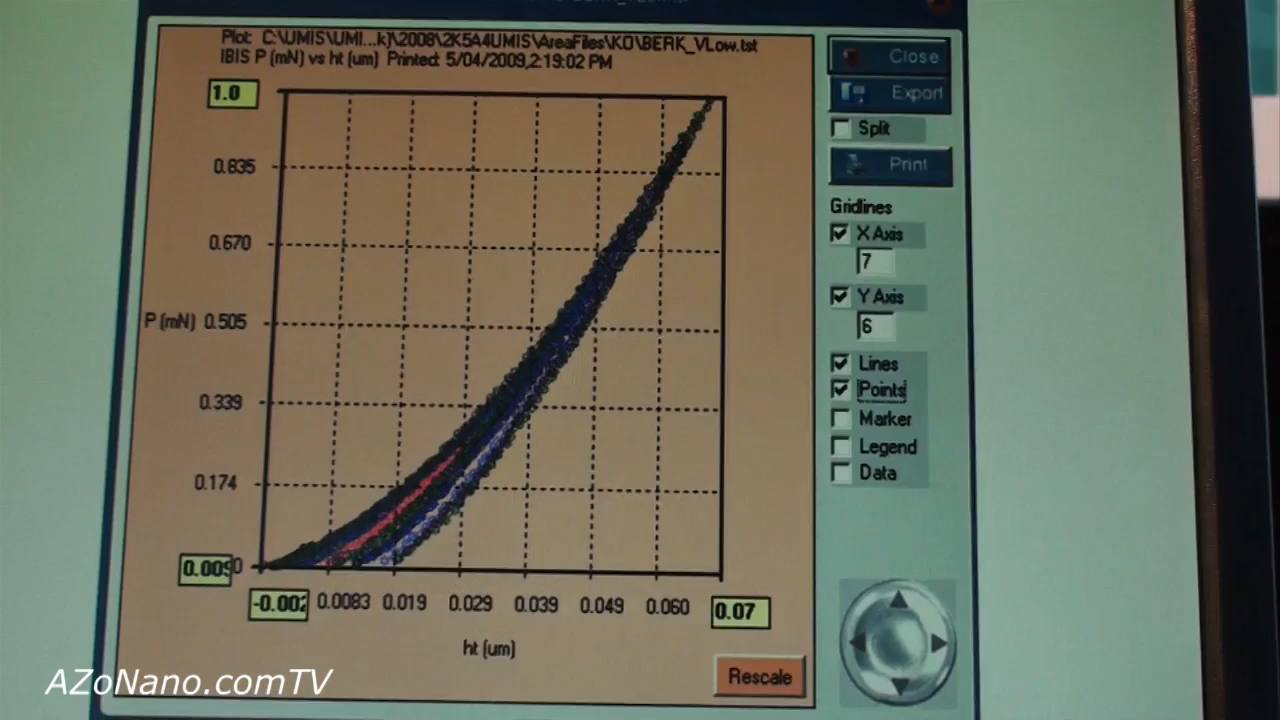 Plot: C:\UMIS\UMI...k)\2008\2K5A4UMIS\AreaFiles\KO\BERK_VLow.tst
IBIS P (mN) vs ht (um) Printed: 5/04/2009,2:19:02 PM
1.0
0.835
0.670
P (mN) 0.505
0.339
0.174
0
-0.002 0.0083 0.019 0.029 0.039 0.049 0.060 0.07
ht (um)
Rescale
Close
Export
Split
Print
Gridlines
X Axis
7
Y Axis
6
Lines
Points
Marker
Legend
Data
AZoNano.comTV